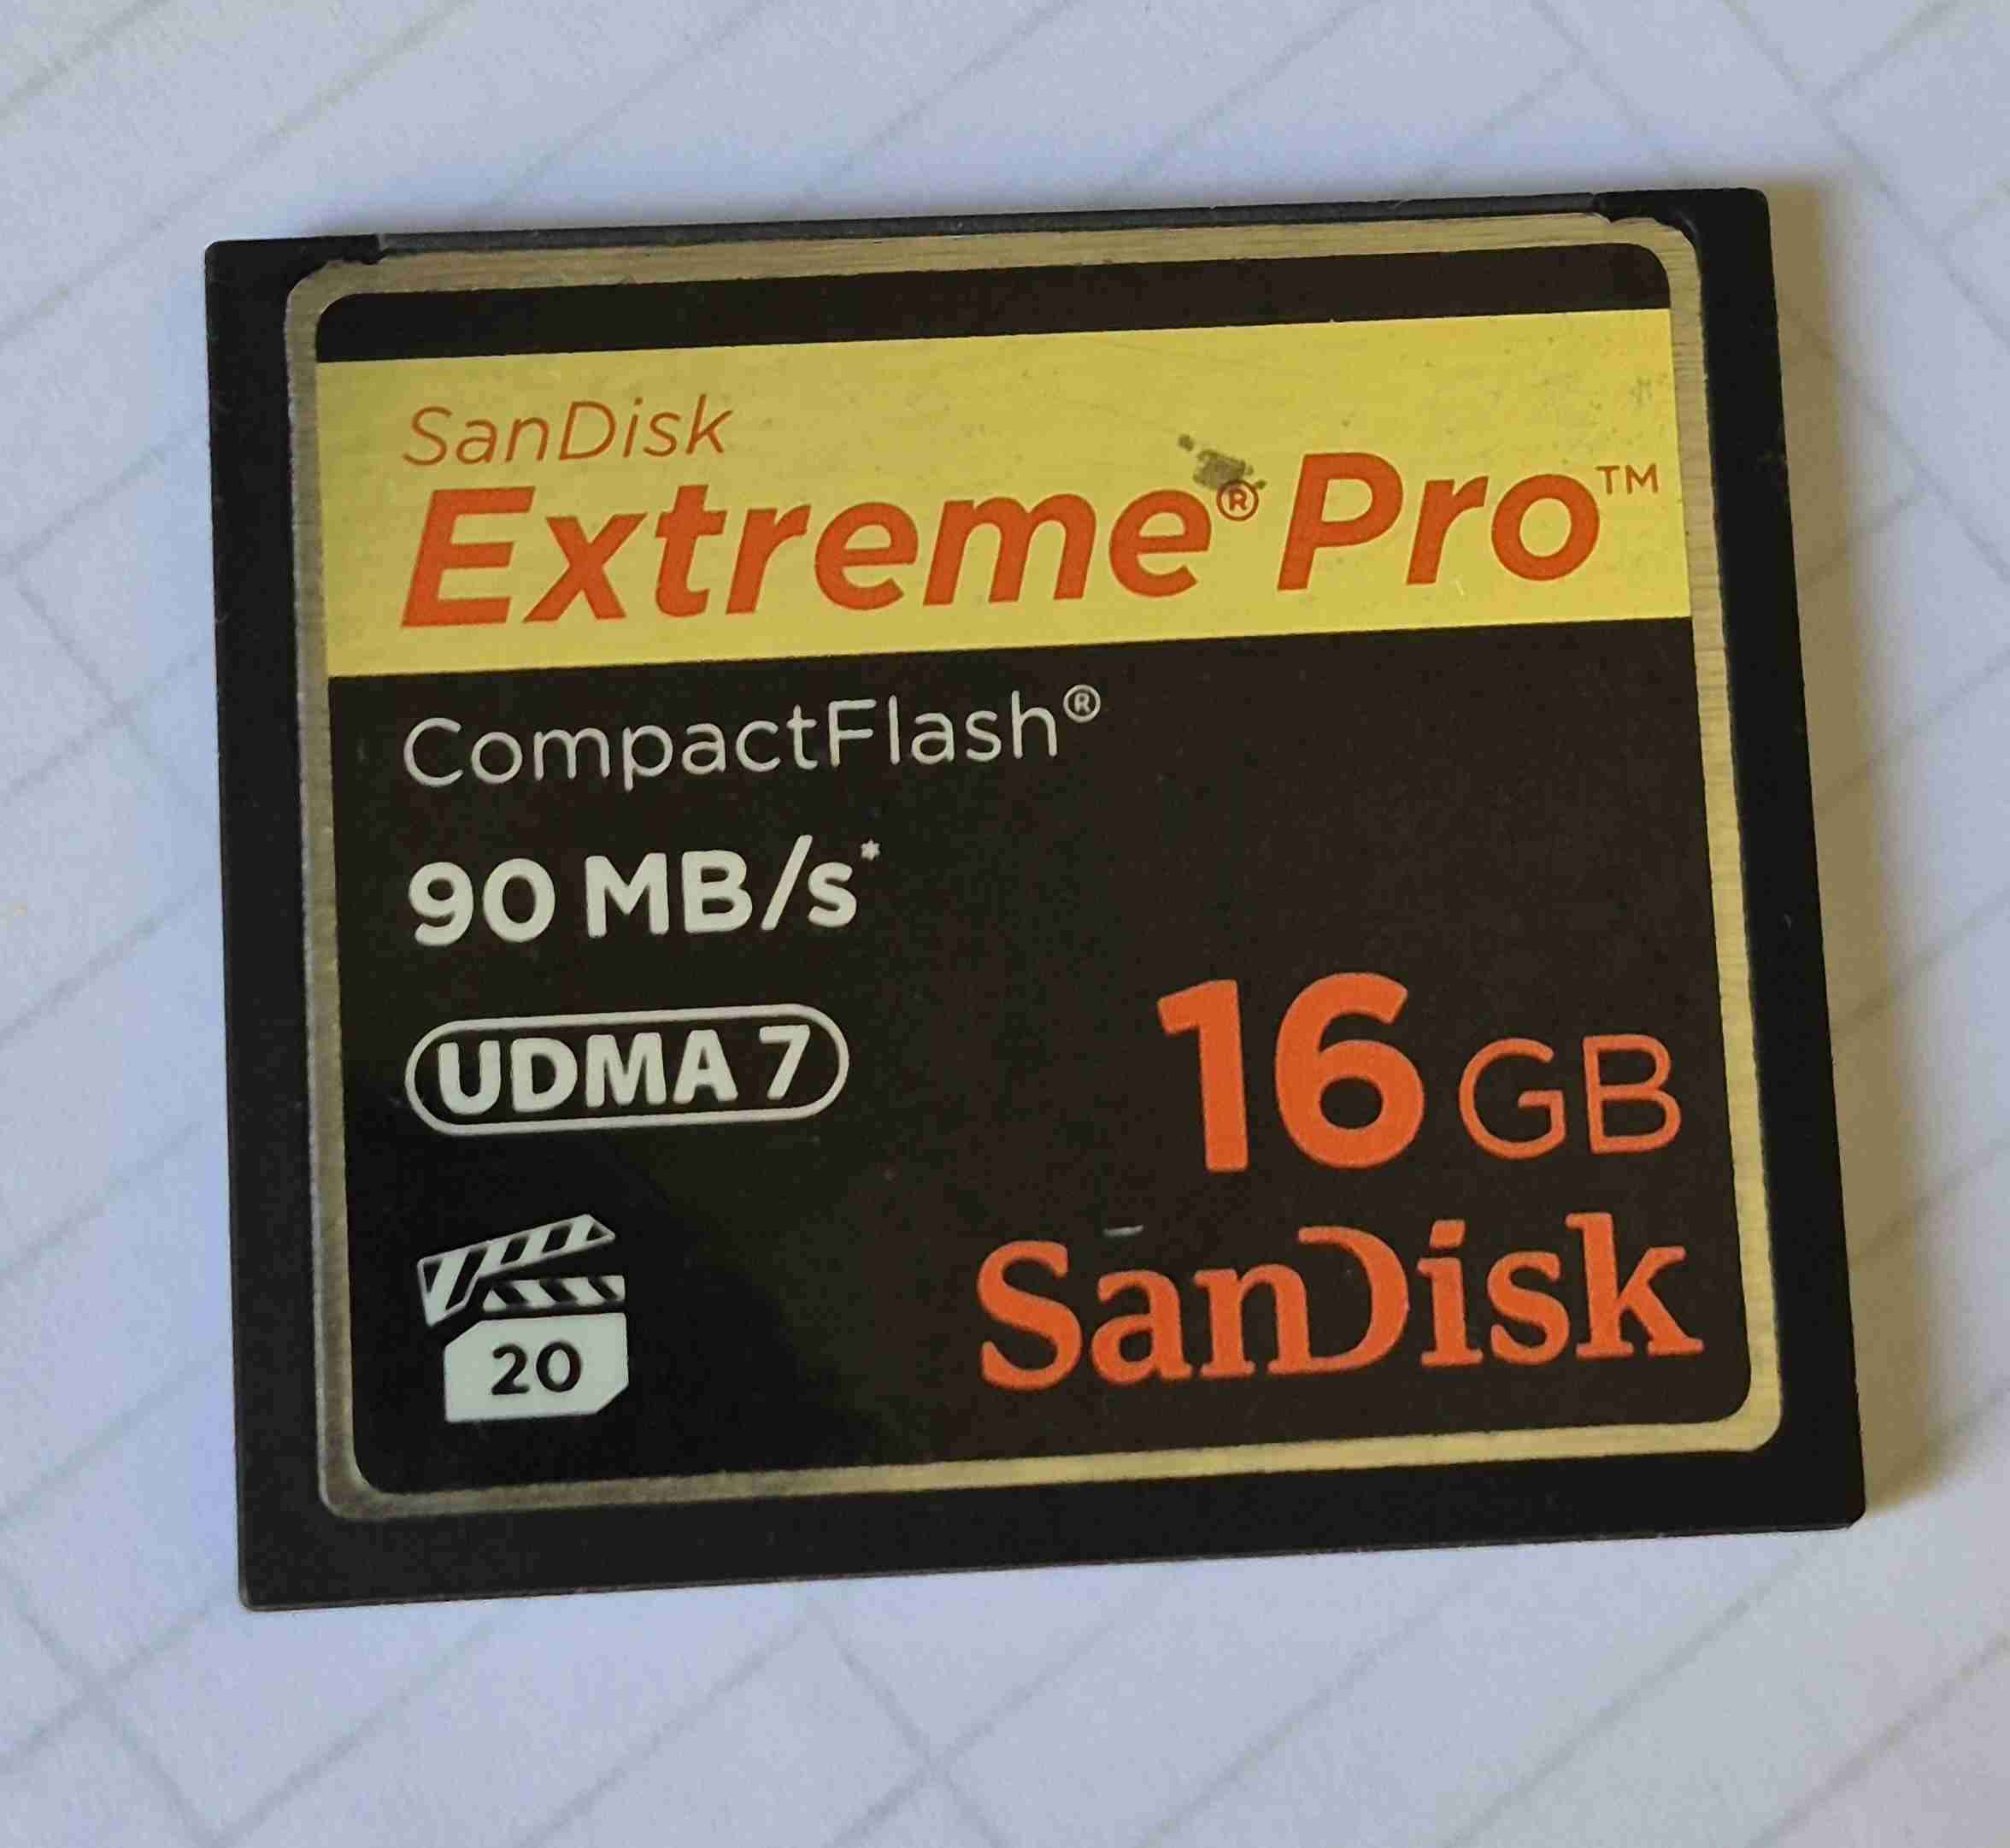 SanDisk
Extreme® Pro™
CompactFlash®
90 MB/s*
UDMA 7
16 GB
20
SanDisk